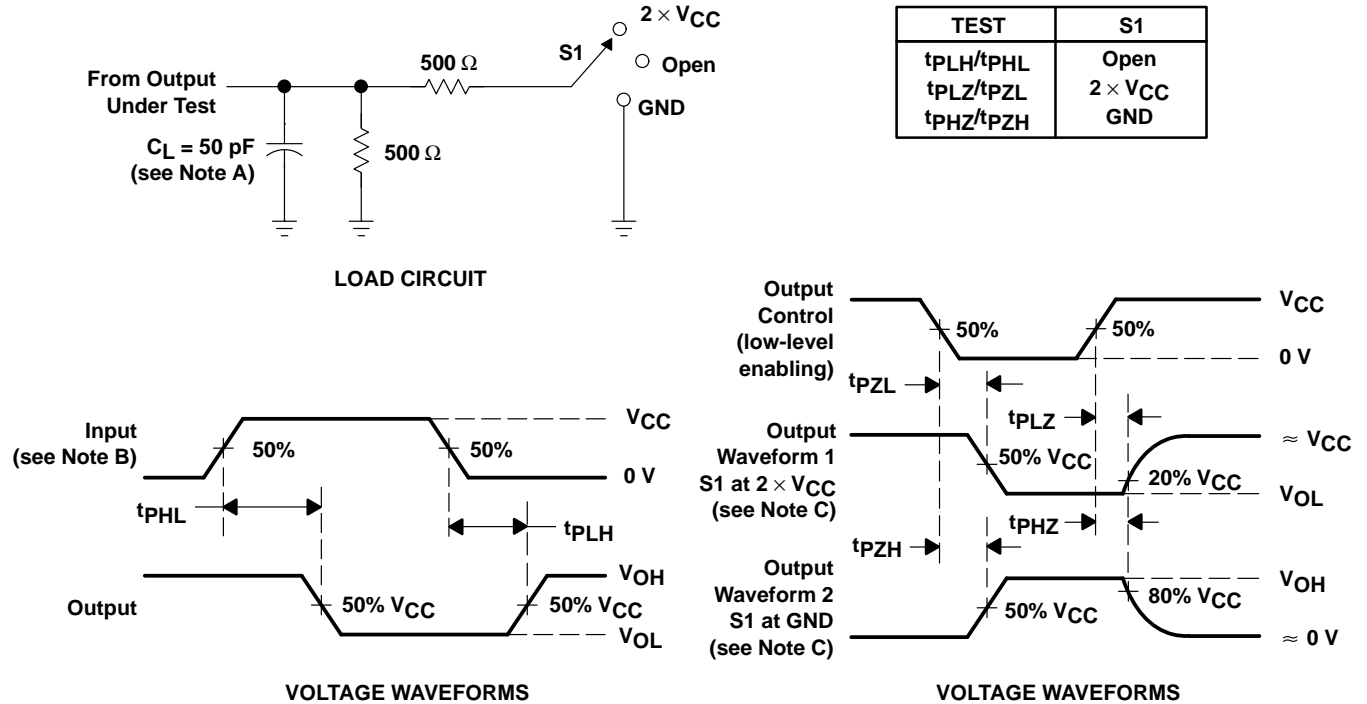 2 × VCC
S1
500 Ω
Open
From Output
Under Test
GND
CL = 50 pF
(see Note A)
500 Ω
LOAD CIRCUIT
TEST S1
tPLH/tPHL Open
tPLZ/tPZL 2 × VCC
tPHZ/tPZH GND
Input
(see Note B)
50%
50%
VCC
0 V
tPHL
tPLH
Output
50% VCC
50% VCC
VOH
VOL
VOLTAGE WAVEFORMS
Output
Control
(low-level
enabling)
50%
50%
VCC
0 V
tPZL
tPLZ
Output
Waveform 1
S1 at 2 × VCC
(see Note C)
50% VCC
20% VCC
≈ VCC
VOL
tPZH
tPHZ
Output
Waveform 2
S1 at GND
(see Note C)
50% VCC
80% VCC
VOH
≈ 0 V
VOLTAGE WAVEFORMS